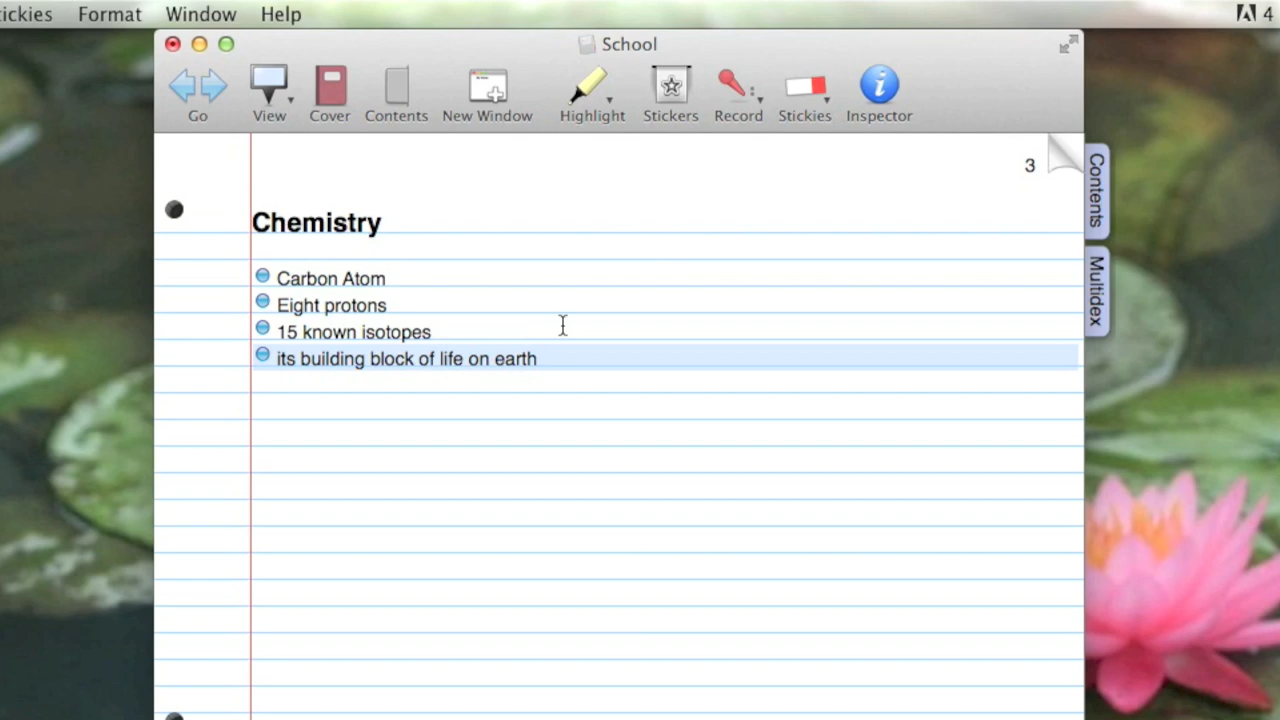 Format Window Help 4
School
Go View Cover Contents New Window Highlight Stickers Record Stickies Inspector
3
Contents
Multidex
Chemistry
Carbon Atom
Eight protons
15 known isotopes
its building block of life on earth